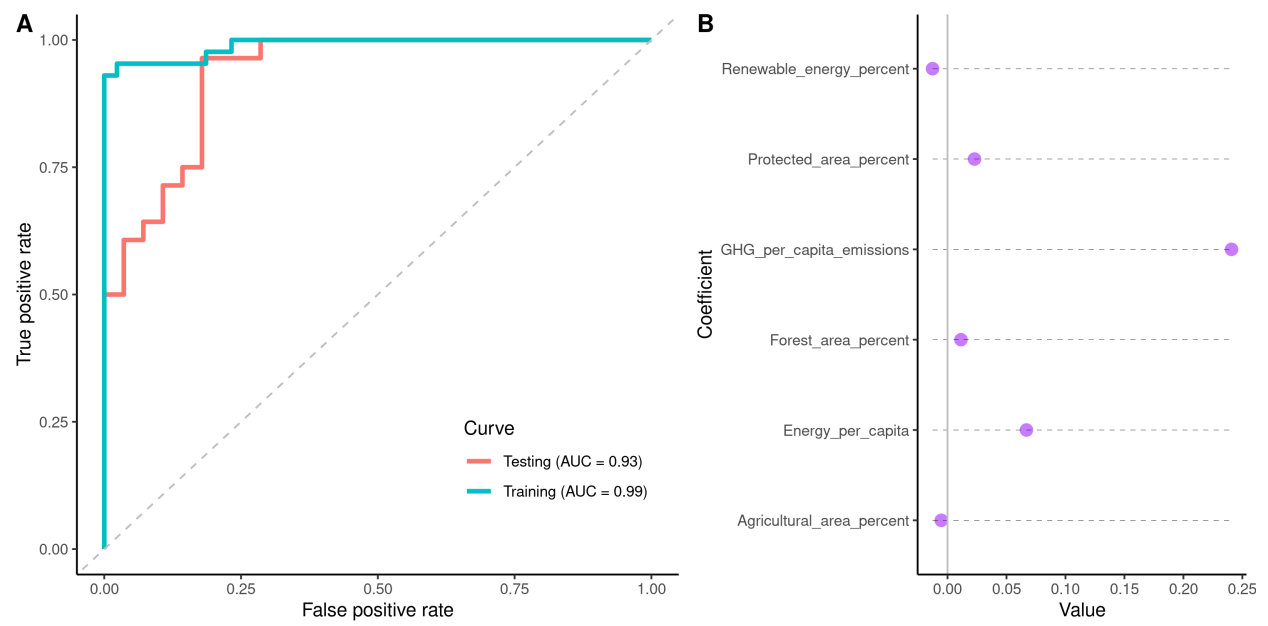 A
True positive rate
1.00
0.75
0.50
0.25
0.00
Curve
Testing (AUC = 0.93)
Training (AUC = 0.99)
0.00 0.25 0.50 0.75 1.00
False positive rate
B
Coefficient
Renewable_energy_percent
Protected_area_percent
GHG_per_capita_emissions
Forest_area_percent
Energy_per_capita
Agricultural_area_percent
0.00 0.05 0.10 0.15 0.20 0.25
Value